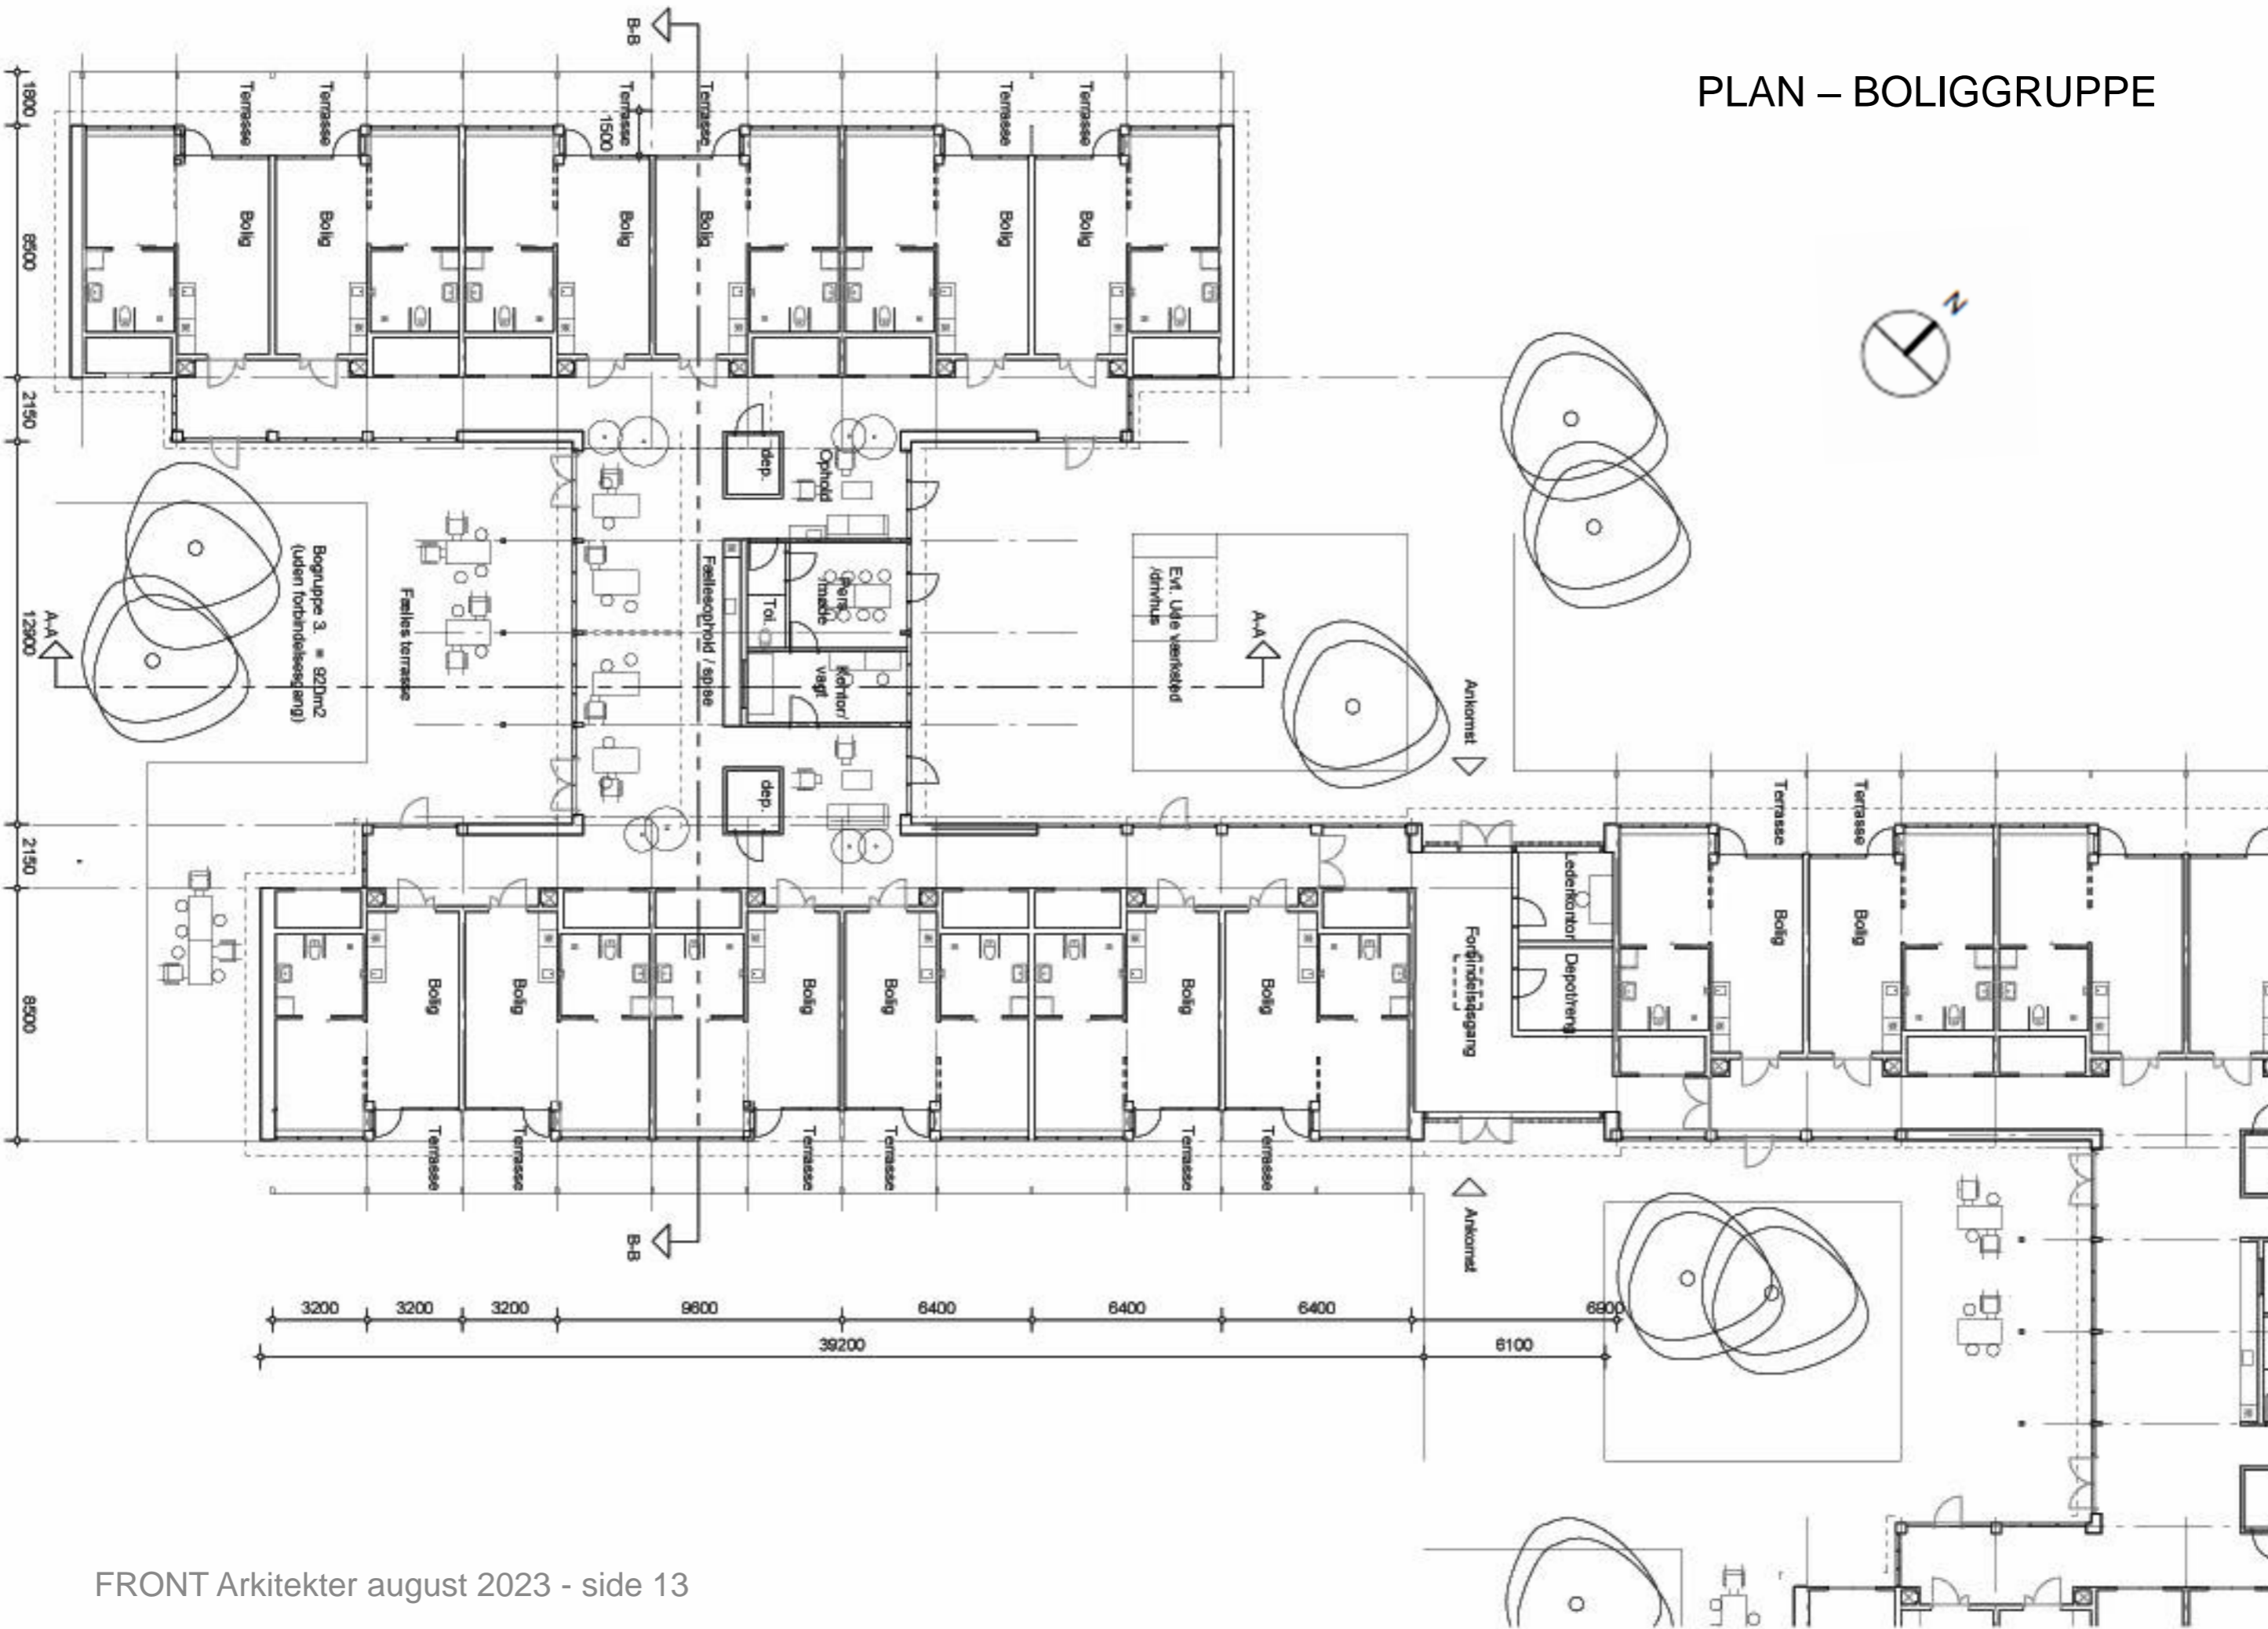 PLAN – BOLIGGRUPPE
B-B
N
1800
8500
2150
12900
2150
8500
Terrasse
Terrasse
Terrasse
1500
Terrasse
Terrasse
Terrasse
Bolig
Bolig
Bolig
Bolig
Bolig
Bolig
dep.
Ophold
Bogruppe 3. = 920m2
(uden forbindelsesgang)
Fælles terrasse
Fællesophold / spise
Toi.
Pers.
/møde
Kontor/
vagt
dep.
Evt. Ude værksted
/drivhus
A-A
A-A
Ankomst
Terrasse
Terrasse
Lederkontor
Depot/reng.
Forbindelsesgang
Bolig
Bolig
Bolig
Bolig
Bolig
Bolig
Bolig
Bolig
Terrasse
Terrasse
Terrasse
Terrasse
Terrasse
Terrasse
Ankomst
B-B
3200
3200
3200
9600
6400
6400
6400
6900
39200
6100
FRONT Arkitekter august 2023 - side 13